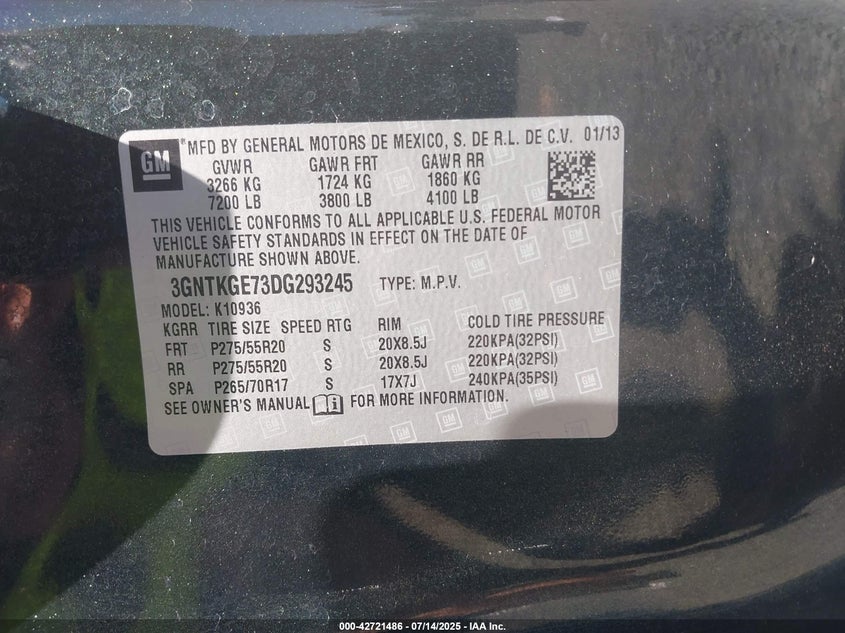 GM
®MFD BY GENERAL MOTORS DE MEXICO, S. DE R.L. DE C.V. 01/13
GVWR GAWR FRT GAWR RR
3266 KG 1724 KG 1860 KG
7200 LB 3800 LB 4100 LB
THIS VEHICLE CONFORMS TO ALL APPLICABLE U.S. FEDERAL MOTOR
VEHICLE SAFETY STANDARDS IN EFFECT ON THE DATE OF
MANUFACTURE SHOWN ABOVE.
3GNTKGE73DG293245 TYPE: M.P.V.
MODEL: K10936
KGRR TIRE SIZE SPEED RTG RIM COLD TIRE PRESSURE
FRT P275/55R20 S 20X8.5J 220KPA(32PSI)
RR P275/55R20 S 20X8.5J 220KPA(32PSI)
SPA P265/70R17 S 17X7J 240KPA(35PSI)
SEE OWNER'S MANUAL FOR MORE INFORMATION.
000-42721486 - 07/14/2025 - IAA Inc.